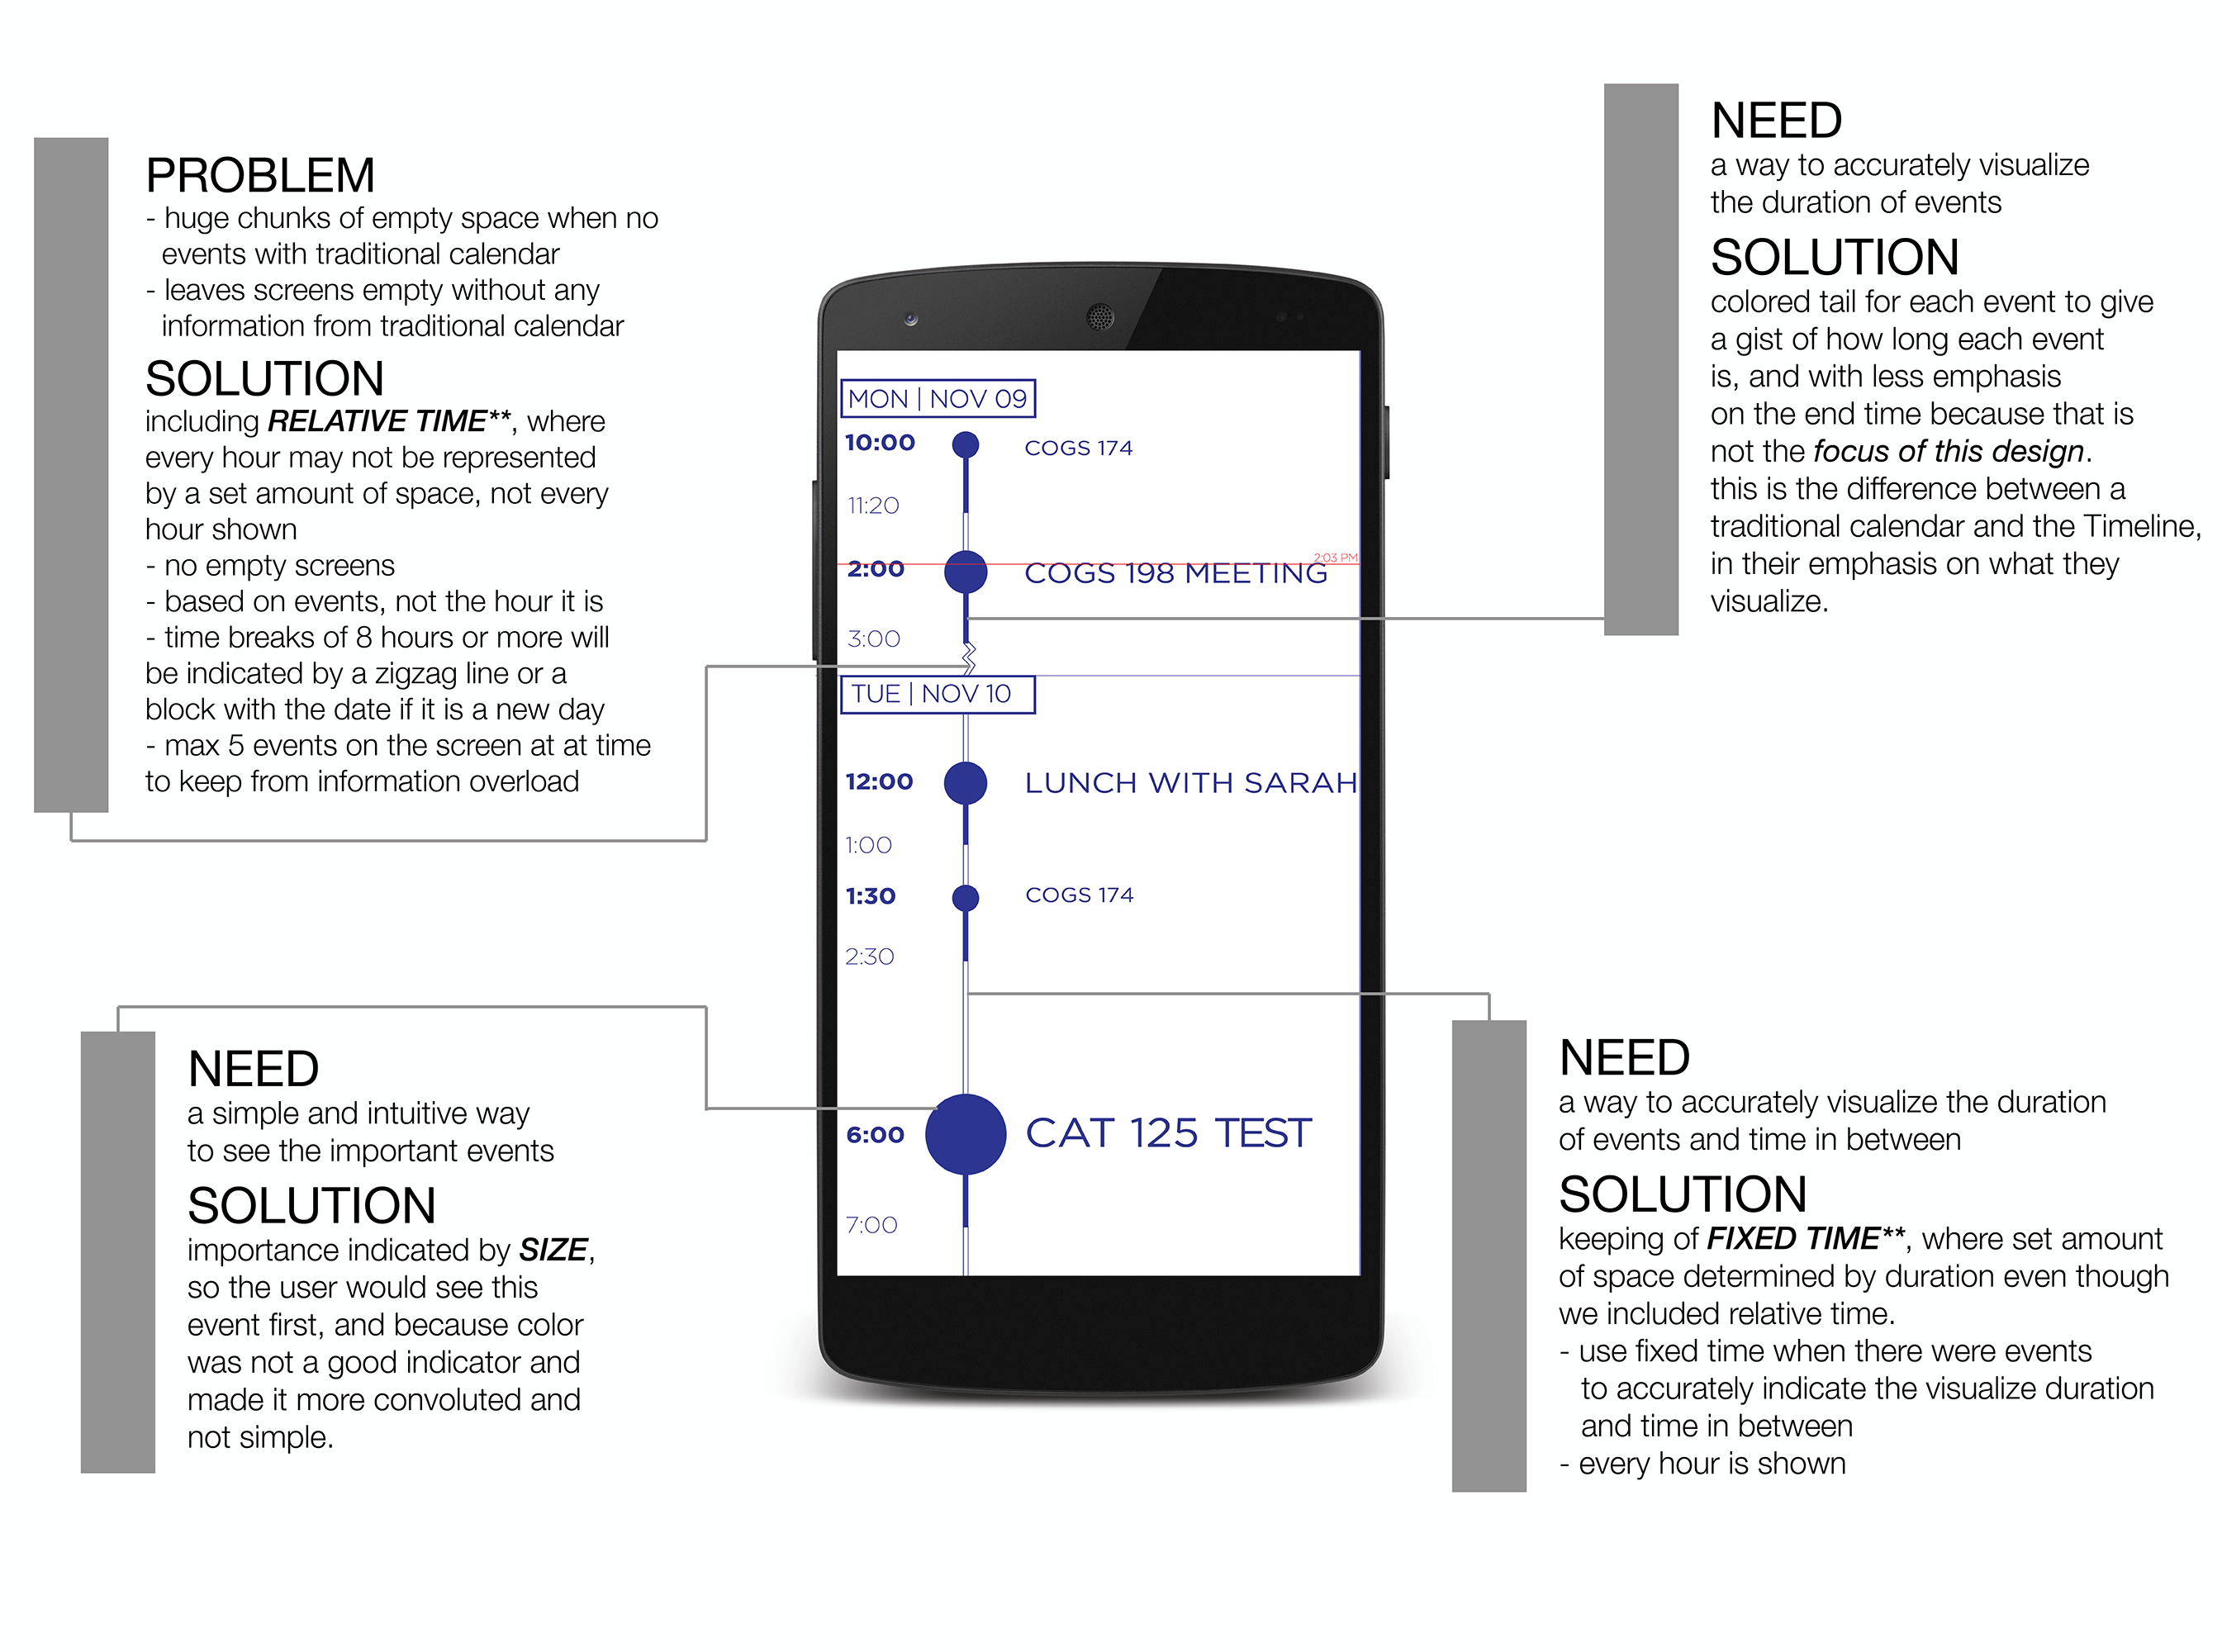 PROBLEM
- huge chunks of empty space when no
events with traditional calendar
- leaves screens empty without any
information from traditional calendar
SOLUTION
including RELATIVE TIME**, where
every hour may not be represented
by a set amount of space, not every
hour shown
- no empty screens
- based on events, not the hour it is
- time breaks of 8 hours or more will
be indicated by a zigzag line or a
block with the date if it is a new day
- max 5 events on the screen at at time
to keep from information overload
NEED
a simple and intuitive way
to see the important events
SOLUTION
importance indicated by SIZE,
so the user would see this
event first, and because color
was not a good indicator and
made it more convoluted and
not simple.
MON | NOV 09
10:00 COGS 174
11:20
2:03 PM
2:00 COGS 198 MEETING
3:00
TUE | NOV 10
12:00 LUNCH WITH SARAH
1:00
1:30 COGS 174
2:30
6:00 CAT 125 TEST
7:00
NEED
a way to accurately visualize
the duration of events
SOLUTION
colored tail for each event to give
a gist of how long each event
is, and with less emphasis
on the end time because that is
not the focus of this design.
this is the difference between a
traditional calendar and the Timeline,
in their emphasis on what they
visualize.
NEED
a way to accurately visualize the duration
of events and time in between
SOLUTION
keeping of FIXED TIME**, where set amount
of space determined by duration even though
we included relative time.
- use fixed time when there were events
to accurately indicate the visualize duration
and time in between
- every hour is shown